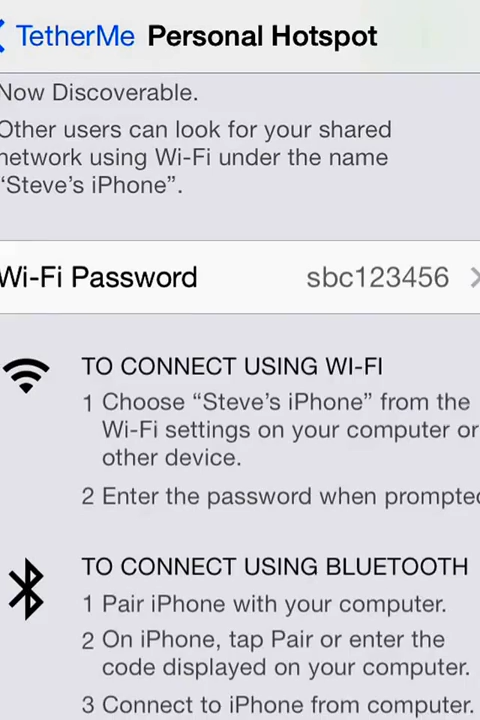 TetherMe Personal Hotspot
Now Discoverable.
Other users can look for your shared
network using Wi-Fi under the name
“Steve’s iPhone”.
Wi-Fi Password sbc123456
TO CONNECT USING WI-FI
1 Choose “Steve’s iPhone” from the
Wi-Fi settings on your computer or
other device.
2 Enter the password when prompted
TO CONNECT USING BLUETOOTH
1 Pair iPhone with your computer.
2 On iPhone, tap Pair or enter the
code displayed on your computer.
3 Connect to iPhone from computer.